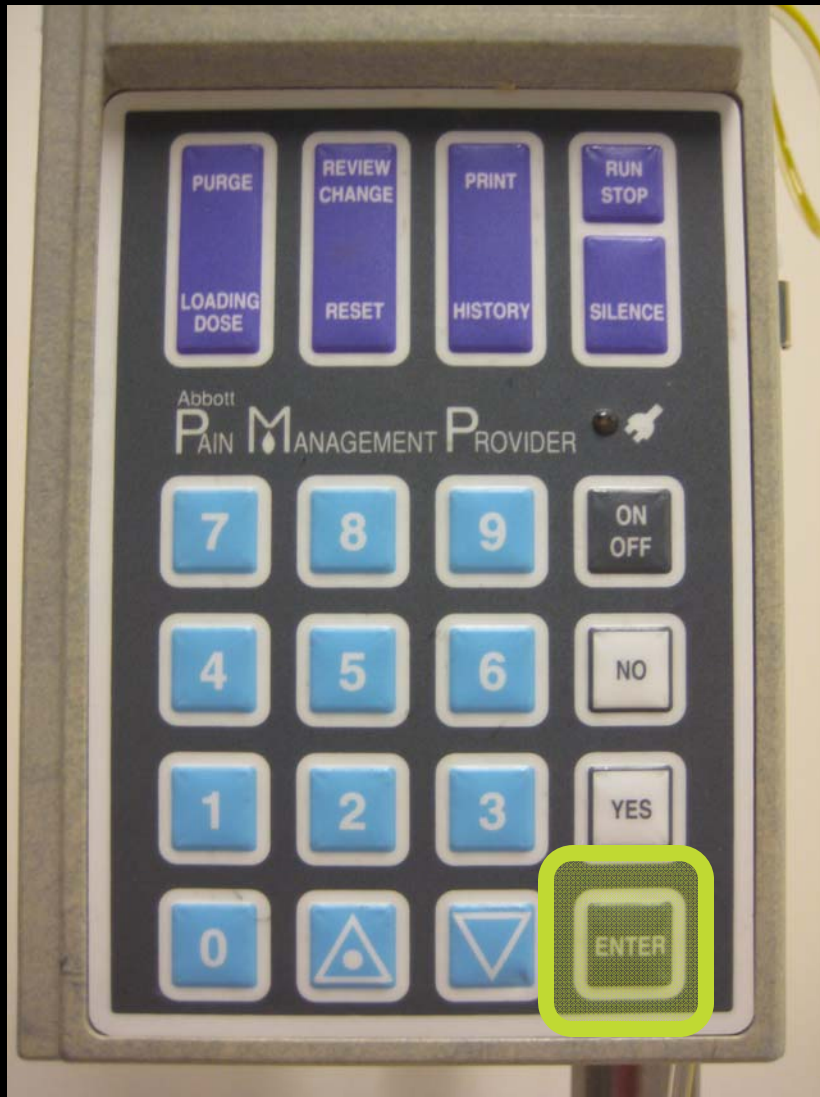 PURGE
LOADING
DOSE
REVIEW
CHANGE
RESET
PRINT
HISTORY
RUN
STOP
SILENCE
Abbott
PAIN MANAGEMENT PROVIDER
7 8 9 ON OFF
4 5 6 NO
1 2 3 YES
0 ENTER